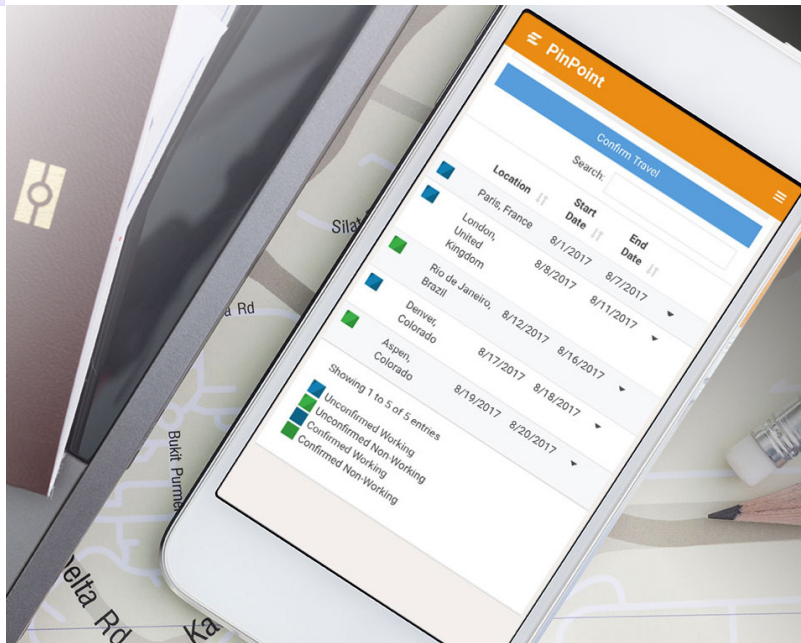 PinPoint
Confirm Travel
Search:
Location Start Date End Date
Paris, France 8/1/2017 8/7/2017
London, United Kingdom 8/8/2017 8/11/2017
Rio de Janeiro, Brazil 8/12/2017 8/16/2017
Denver, Colorado 8/17/2017 8/18/2017
Aspen, Colorado 8/19/2017 8/20/2017
Showing 1 to 5 of 5 entries
Unconfirmed Working
Unconfirmed Non-Working
Confirmed Working
Confirmed Non-Working
Rd
Bukit
Delta Rd
Ka